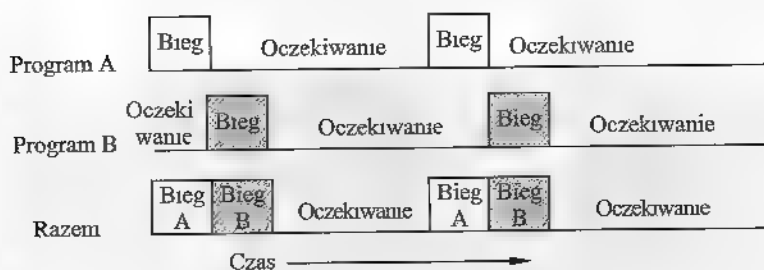 Bieg Oczekiwanie Bieg Oczekiwanie
Program A
Oczeki
wanie Bieg Oczekiwanie Bieg Oczekiwanie
Program B
Bieg Bieg Oczekiwanie Bieg Bieg Oczekiwanie
A B A B
Razem
Czas